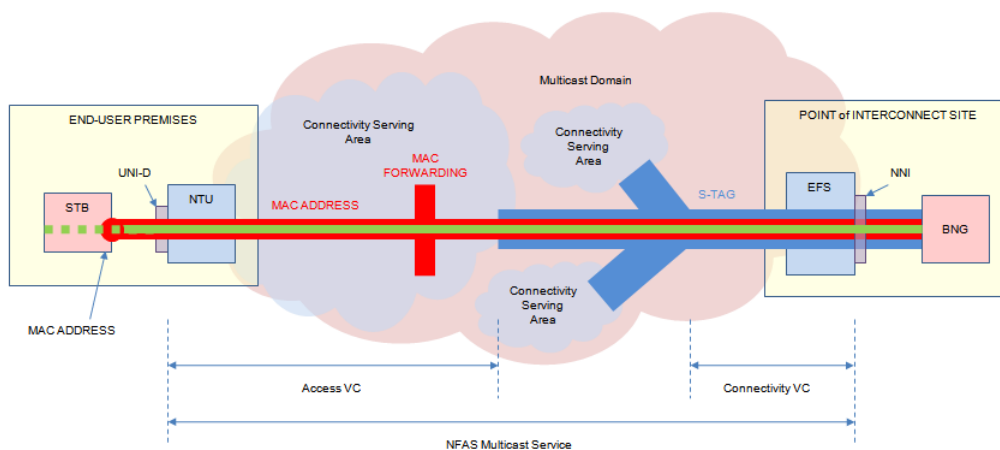 Multicast Domain
END-USER PREMISES
POINT of INTERCONNECT SITE
Connectivity Serving
Area
Connectivity
Serving
Area
MAC
FORWARDING
UNI-D
NTU
EFS
NNI
STB
MAC ADDRESS
S-TAG
BNG
Connectivity
Serving
Area
MAC ADDRESS
Access VC
Connectivity VC
NFAS Multicast Service